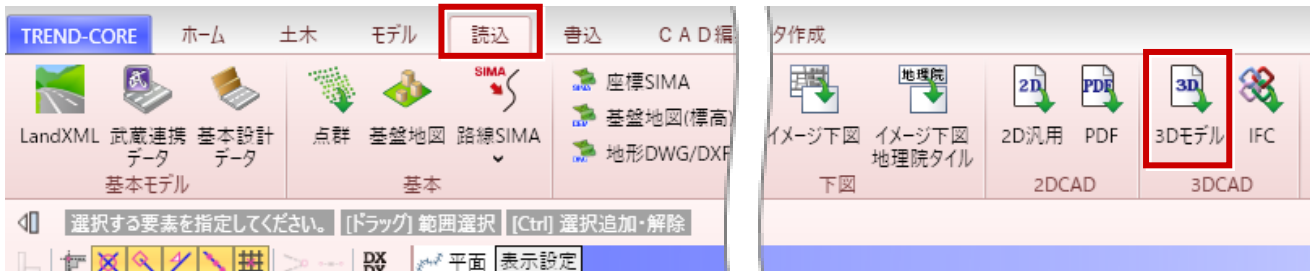 TREND-CORE ホーム 土木 モデル 読込 書込 CAD編 タ作成
SIMA
座標SIMA
地理院
2D PDF 3D
LandXML 武蔵連携データ 基本設計データ 点群 基盤地図 路線SIMA
基盤地図(標高)
地形DWG/DXF
イメージ下図 イメージ下図地理院タイル 2D汎用 PDF 3Dモデル IFC
基本モデル 基本 下図 2DCAD 3DCAD
選択する要素を指定してください。 [ドラッグ] 範囲選択 [Ctrl] 選択追加・解除
DX
DY
平面 表示設定